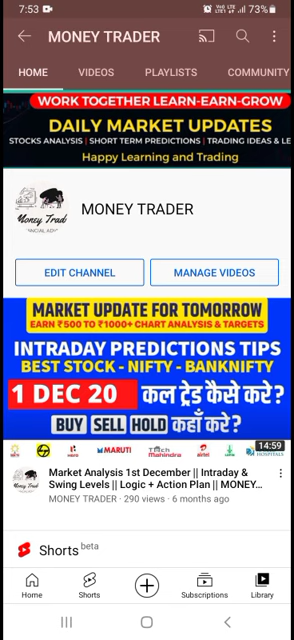 7:53
73%
MONEY TRADER
HOME VIDEOS PLAYLISTS COMMUNITY
WORK TOGETHER LEARN-EARN-GROW
DAILY MARKET UPDATES
STOCKS ANALYSIS | SHORT TERM PREDICTIONS | TRADING IDEAS & LE
Happy Learning and Trading
Money Trad
MONEY TRADER
EDIT CHANNEL
MANAGE VIDEOS
MARKET UPDATE FOR TOMORROW
EARN ₹500 TO ₹1000+ CHART ANALYSIS & TARGETS
INTRADAY PREDICTIONS TIPS
BEST STOCK - NIFTY - BANKNIFTY
1 DEC 20 कल ट्रेड कैसे करे?
BUY SELL HOLD कहाँ करे?
14:59
MARUTI Tech Mahindra airtel HOSPITALS
Market Analysis 1st December || Intraday &
Swing Levels || Logic + Action Plan || MONEY...
MONEY TRADER · 290 views · 6 months ago
Shorts beta
Home Shorts Subscriptions Library